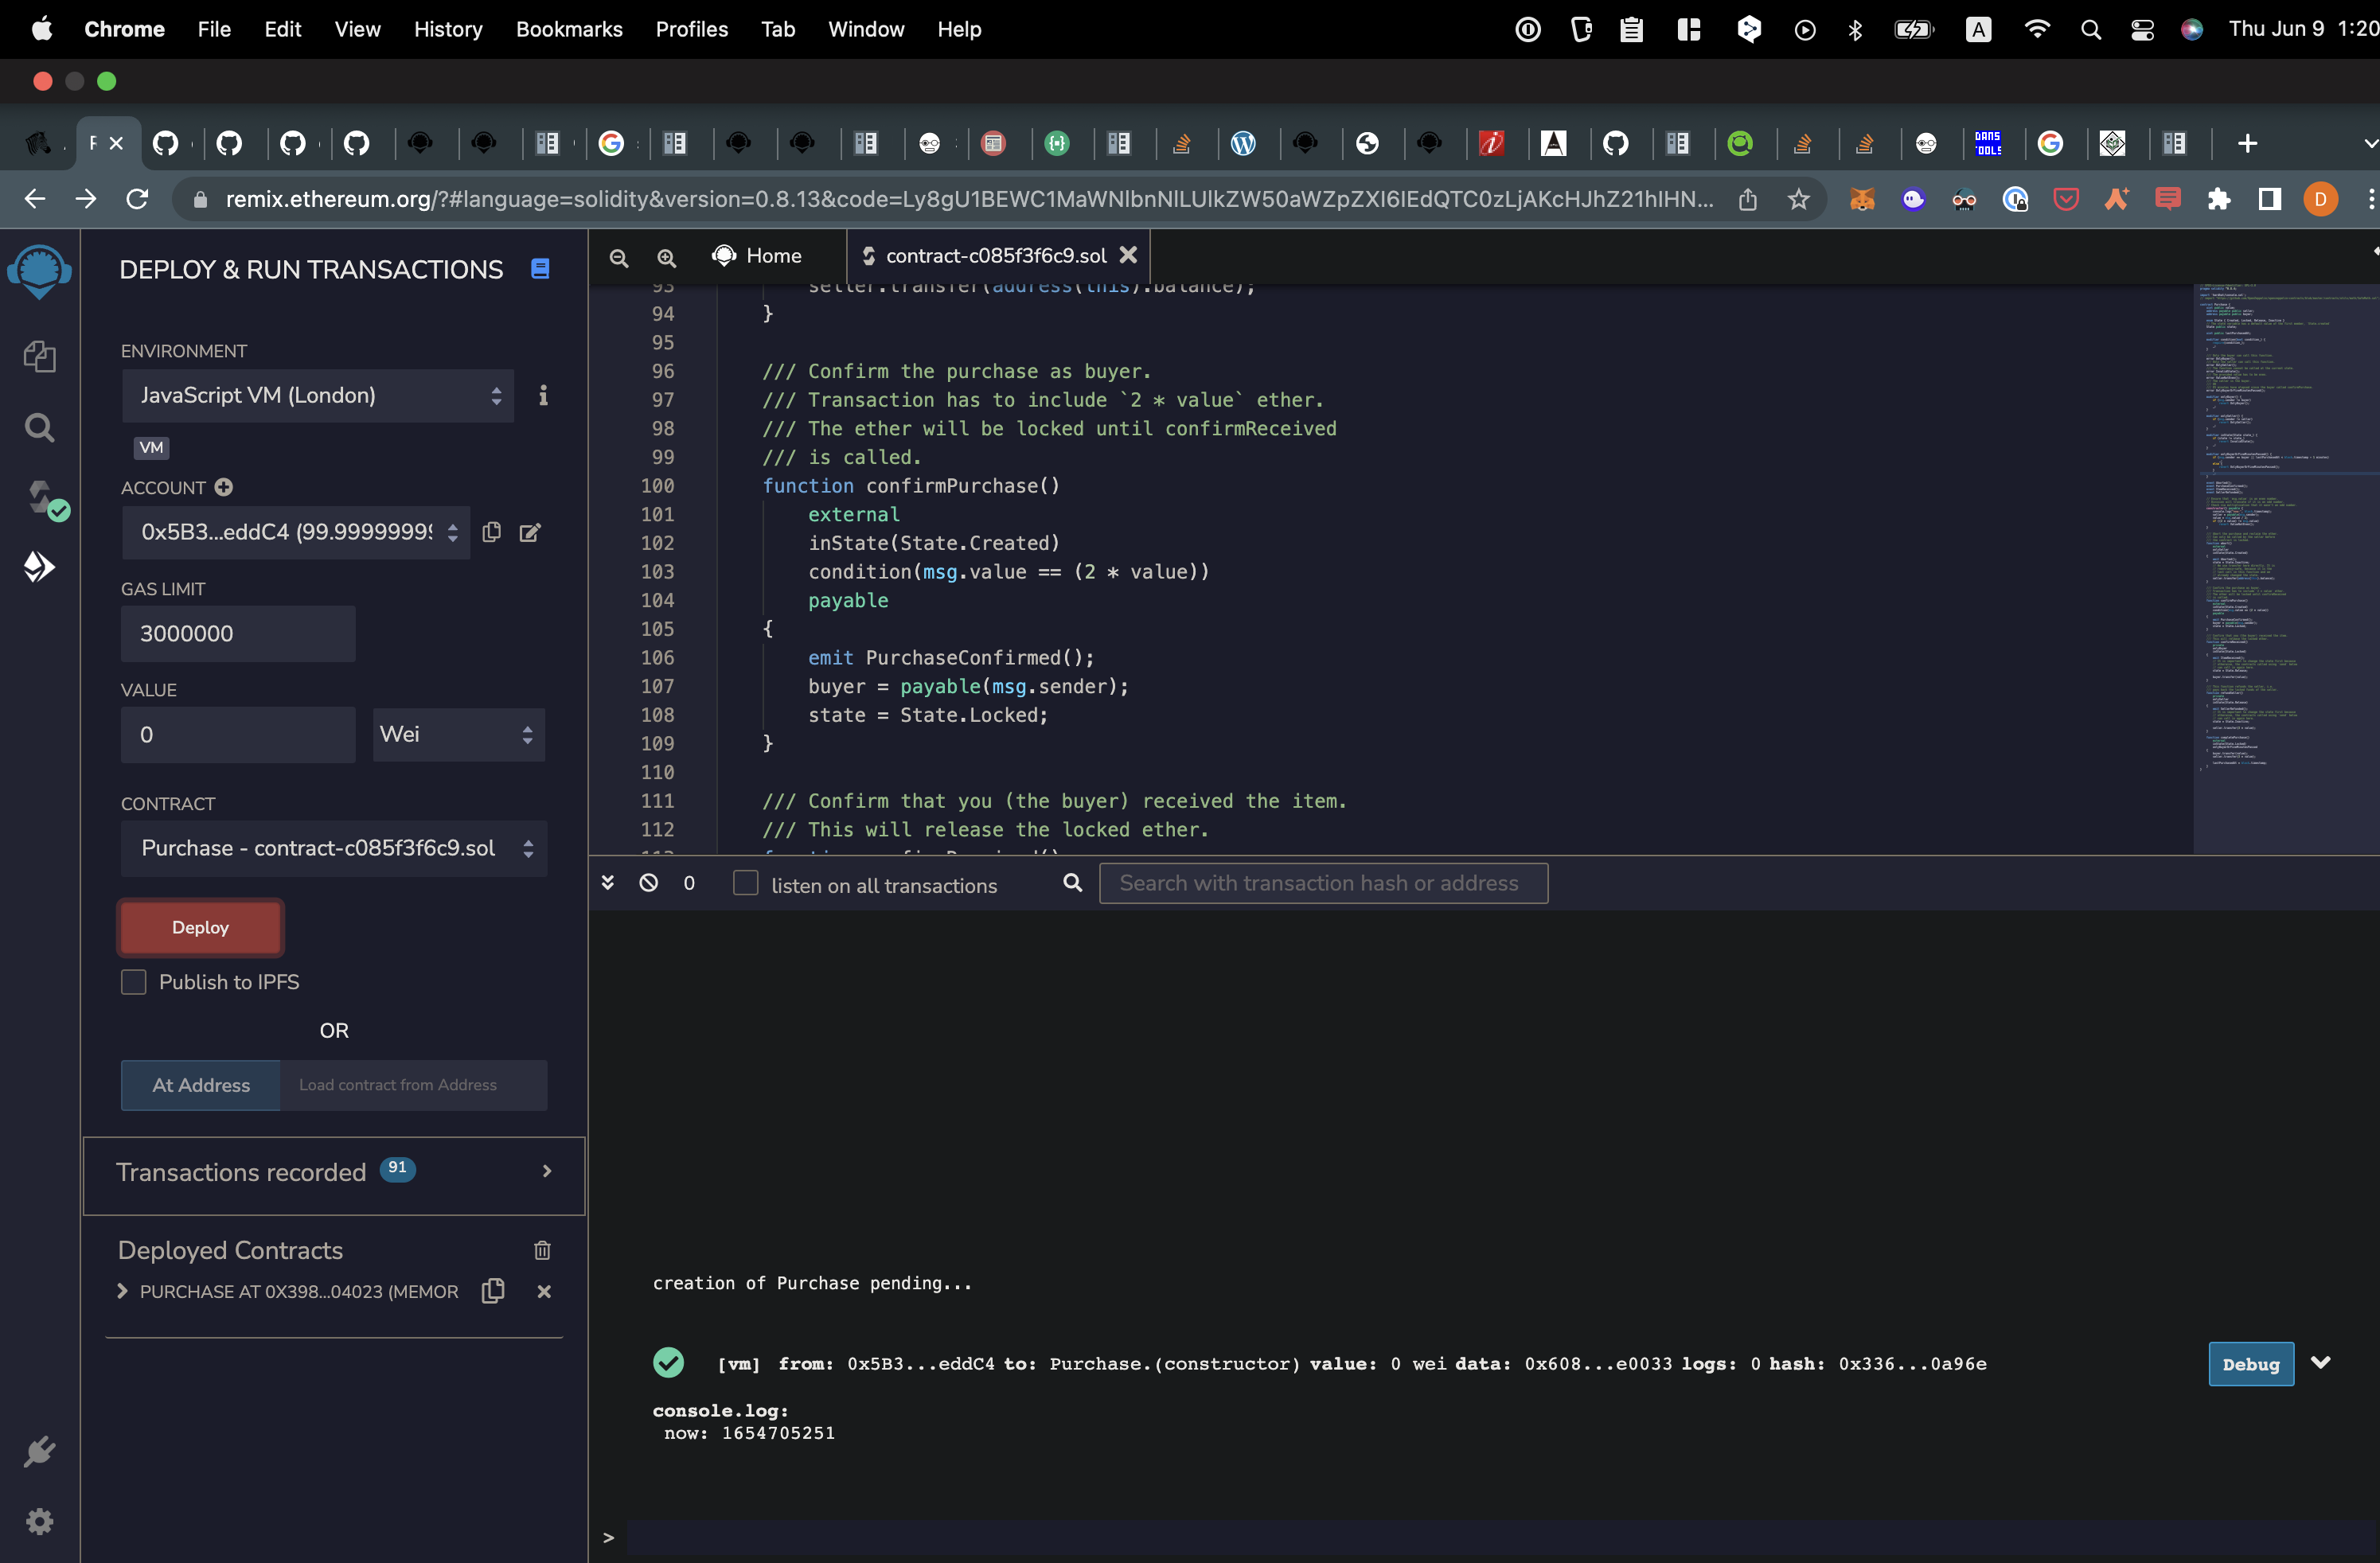 Chrome File Edit View History Bookmarks Profiles Tab Window Help A Thu Jun 9 1:20
remix.ethereum.org/?#language=solidity&version=0.8.13&code=Ly8gU1BEWC1MaWNlbnNlLUlkZW50aWZpZXI6IEdQTC0zLjAKcHJhZ21hIHN... D
DEPLOY & RUN TRANSACTIONS
ENVIRONMENT
JavaScript VM (London)
VM
ACCOUNT
0x5B3...eddC4 (99.9999999
GAS LIMIT
3000000
VALUE
0 Wei
CONTRACT
Purchase - contract-c085f3f6c9.sol
Deploy
Publish to IPFS
OR
At Address Load contract from Address
Transactions recorded 91
Deployed Contracts
PURCHASE AT 0X398...04023 (MEMOR
Home contract-c085f3f6c9.sol
93 seller.transfer(address(this).balance);
94 }
95
96 /// Confirm the purchase as buyer.
97 /// Transaction has to include `2 * value` ether.
98 /// The ether will be locked until confirmReceived
99 /// is called.
100 function confirmPurchase()
101 external
102 inState(State.Created)
103 condition(msg.value == (2 * value))
104 payable
105 {
106 emit PurchaseConfirmed();
107 buyer = payable(msg.sender);
108 state = State.Locked;
109 }
110
111 /// Confirm that you (the buyer) received the item.
112 /// This will release the locked ether.
0 listen on all transactions Search with transaction hash or address
creation of Purchase pending...
[vm] from: 0x5B3...eddC4 to: Purchase.(constructor) value: 0 wei data: 0x608...e0033 logs: 0 hash: 0x336...0a96e Debug
console.log:
now: 1654705251
>